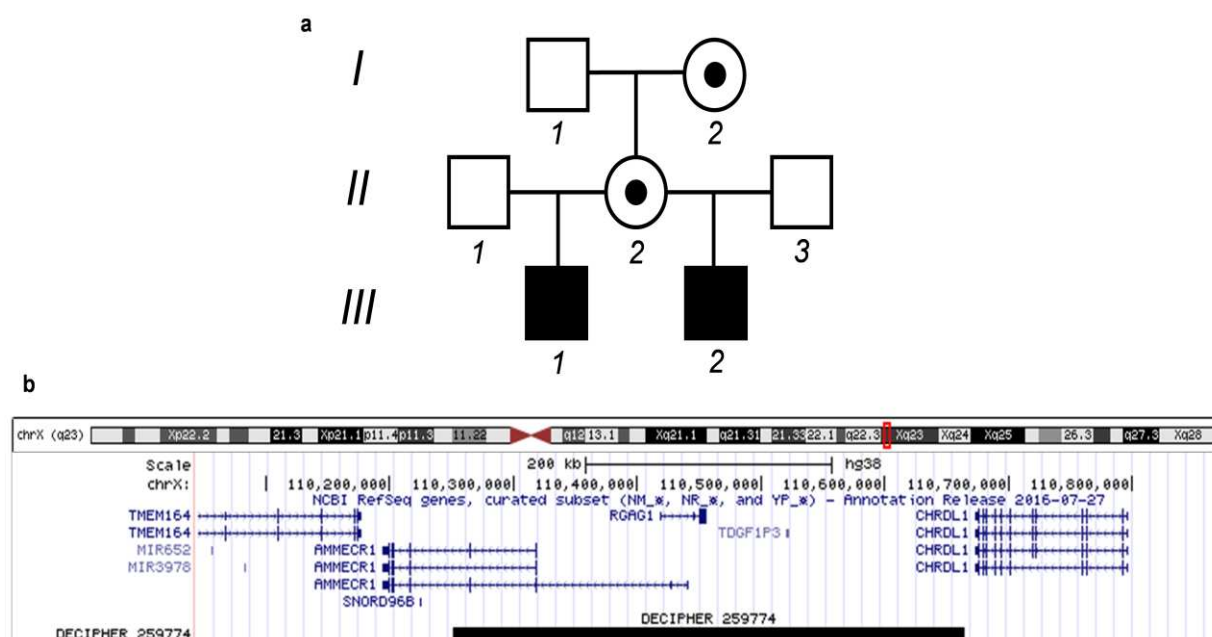 a
I
1 2
II
1 2 3
III
1 2
b
chrX (q23) Xp22.2 21.3 Xp21.1 p11.4 p11.3 11.22 q12 13.1 Xq21.1 q21.31 21.33 22.1 q22.3 Xq23 Xq24 Xq25 26.3 q27.3 Xq28
Scale 200 kb hg38
chrX: 110,200,000 110,300,000 110,400,000 110,500,000 110,600,000 110,700,000 110,800,000
NCBI RefSeq genes, curated subset (NM_*, NR_*, and YP_*) - Annotation Release 2016-07-27
TMEM164 RGAG1 CHRDL1
TMEM164 TDGF1P3 CHRDL1
MIR652 AMMECR1 CHRDL1
MIR3978 AMMECR1 CHRDL1
AMMECR1
SNORD96B
DECIPHER 259774
DECIPHER 259774